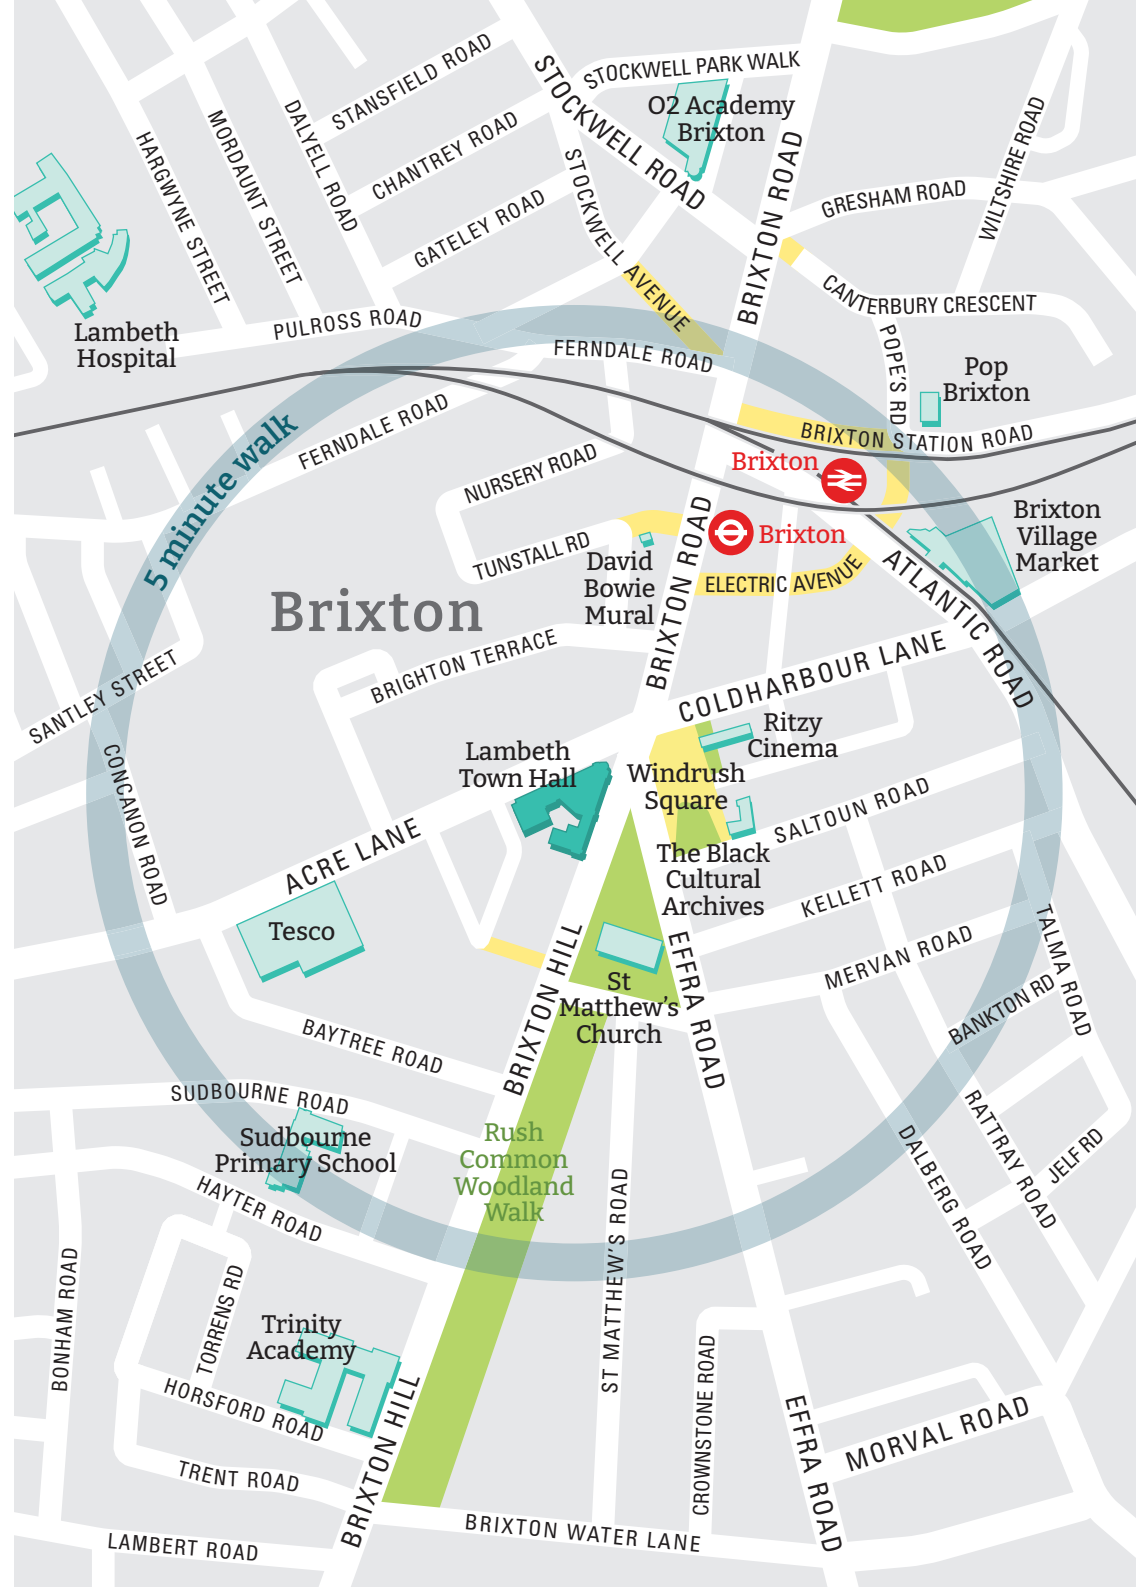 STANSFIELD ROAD
STOCKWELL PARK WALK
STOCKWELL ROAD
O2 Academy
Brixton
DALYELL ROAD
MORDAUNT STREET
HARGWYNE STREET
CHANTREY ROAD
GATELEY ROAD
STOCKWELL AVENUE
BRIXTON ROAD
GRESHAM ROAD
WILTSHIRE ROAD
CANTERBURY CRESCENT
POPE'S RD
Lambeth
Hospital
PULROSS ROAD
FERNDALE ROAD
Pop
Brixton
5 minute walk
FERNDALE ROAD
BRIXTON STATION ROAD
Brixton
NURSERY ROAD
Brixton
Brixton
Village
Market
TUNSTALL RD
David
Bowie
Mural
BRIXTON ROAD
ELECTRIC AVENUE
ATLANTIC ROAD
Brixton
BRIGHTON TERRACE
COLDHARBOUR LANE
SANTLEY STREET
CONCANON ROAD
Lambeth
Town Hall
Ritzy
Cinema
Windrush
Square
SALTOUN ROAD
ACRE LANE
The Black
Cultural
Archives
KELLETT ROAD
Tesco
BRIXTON HILL
EFFRA ROAD
MERVAN ROAD
TALMA ROAD
St
Matthew's
Church
BANKTON RD
BAYTREE ROAD
SUDBOURNE ROAD
Sudbourne
Primary School
Rush
Common
Woodland
Walk
RATTRAY ROAD
DALBERG ROAD
JELF RD
HAYTER ROAD
ST MATTHEW'S ROAD
BONHAM ROAD
TORRENS RD
Trinity
Academy
HORSFORD ROAD
BRIXTON HILL
CROWNSTONE ROAD
EFFRA ROAD
MORVAL ROAD
TRENT ROAD
BRIXTON WATER LANE
LAMBERT ROAD